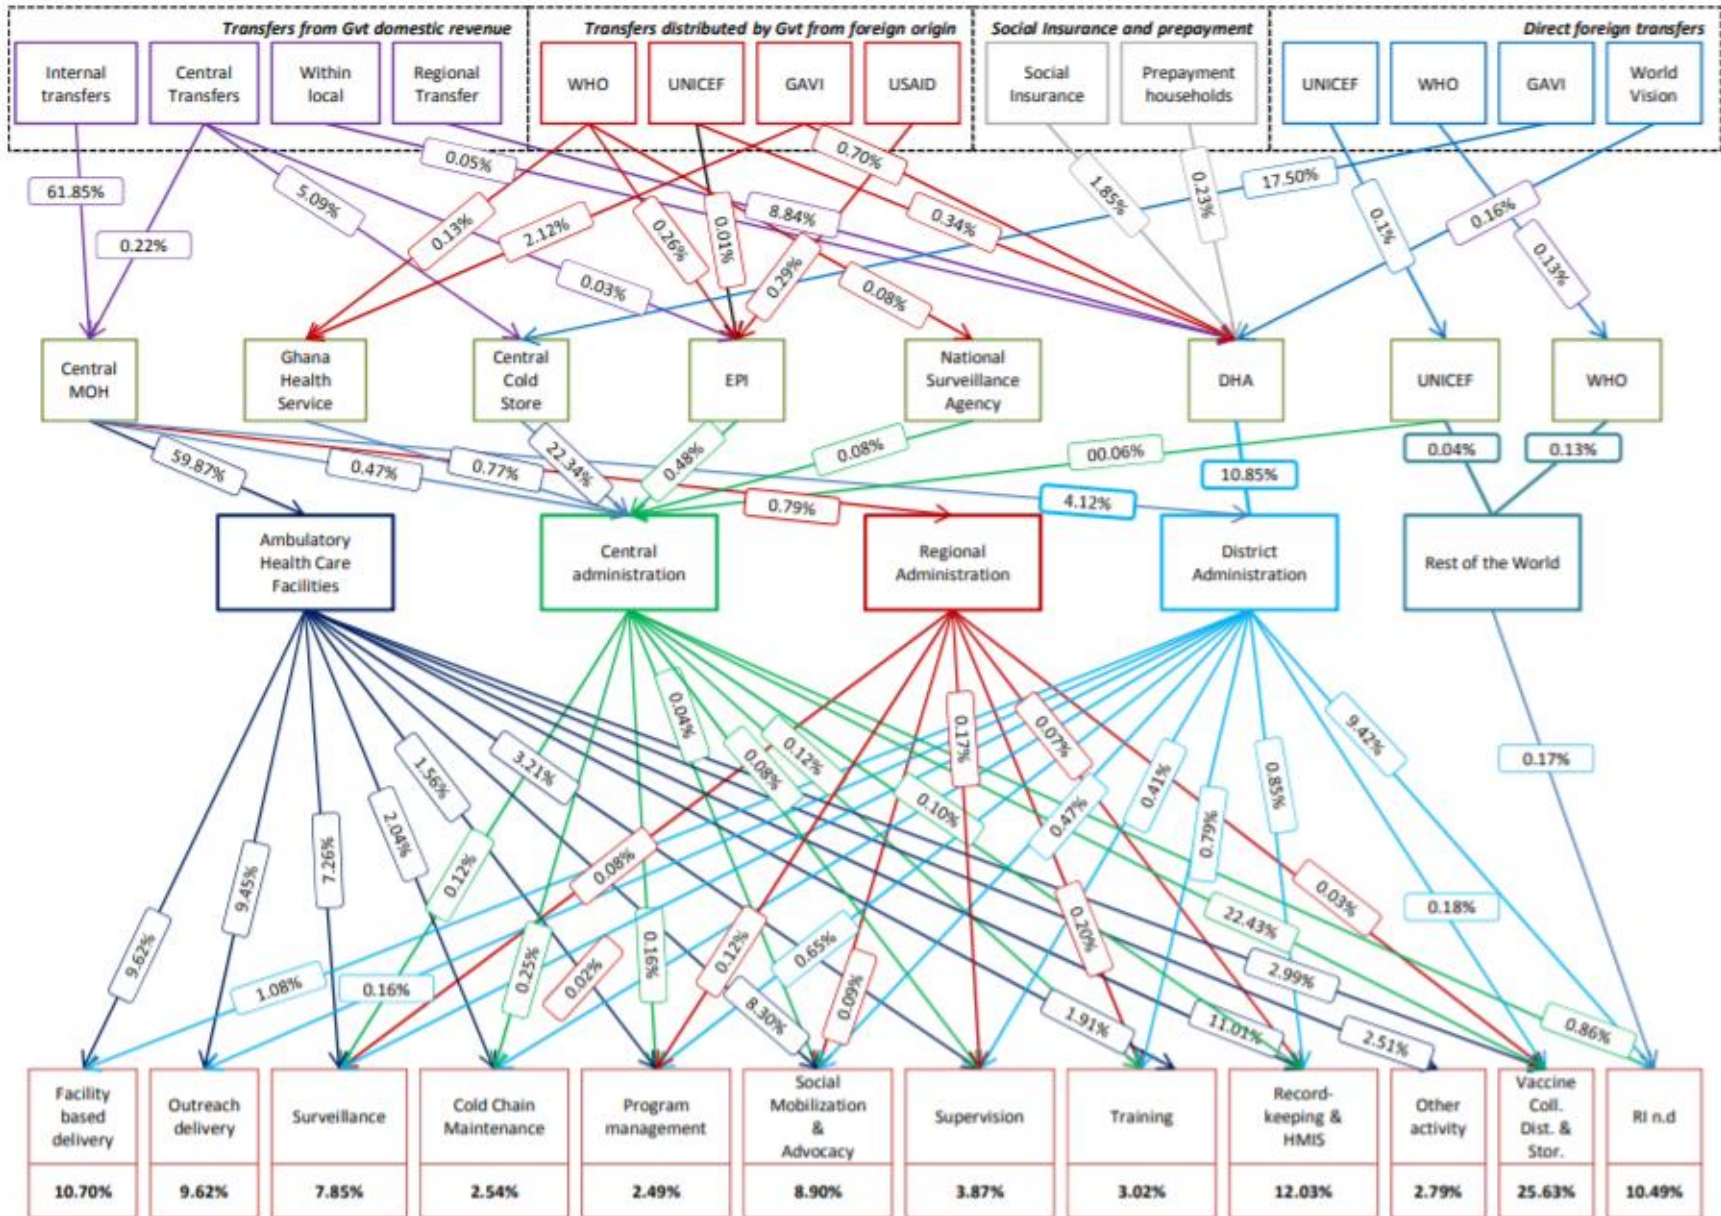 Transfers from Gvt domestic revenue
Transfers distributed by Gvt from foreign origin
Social Insurance and prepayment
Direct foreign transfers
Internal
transfers
Central
Transfers
Within
local
Regional
Transfer
WHO
UNICEF
GAVI
USAID
Social
Insurance
Prepayment
households
UNICEF
WHO
GAVI
World
Vision
0.05%
0.70%
17.50%
61.85%
5.09%
1.85%
0.23%
0.22%
0.13%
2.12%
0.26%
0.01%
8.84%
0.34%
0.1%
0.16%
0.13%
0.03%
0.29%
0.08%
Central
MOH
Ghana
Health
Service
Central
Cold
Store
EPI
National
Surveillance
Agency
DHA
UNICEF
WHO
59.87%
0.47%
0.77%
22.34%
0.48%
0.08%
00.06%
0.04%
0.13%
10.85%
0.79%
4.12%
Ambulatory
Health Care
Facilities
Central
administration
Regional
Administration
District
Administration
Rest of the World
0.04%
0.12%
0.08%
0.17%
0.07%
9.42%
0.17%
1.56%
3.21%
2.04%
0.10%
0.47%
0.41%
0.79%
0.85%
7.26%
9.45%
0.12%
0.08%
0.03%
0.18%
9.62%
22.43%
0.20%
1.08%
0.16%
0.25%
0.02%
0.16%
0.12%
0.65%
0.09%
2.99%
8.30%
1.91%
11.01%
2.51%
0.86%
Facility
based
delivery
Outreach
delivery
Surveillance
Cold Chain
Maintenance
Program
management
Social
Mobilization
&
Advocacy
Supervision
Training
Record-
keeping &
HMIS
Other
activity
Vaccine
Coll.
Dist. &
Stor.
RI n.d
10.70%
9.62%
7.85%
2.54%
2.49%
8.90%
3.87%
3.02%
12.03%
2.79%
25.63%
10.49%